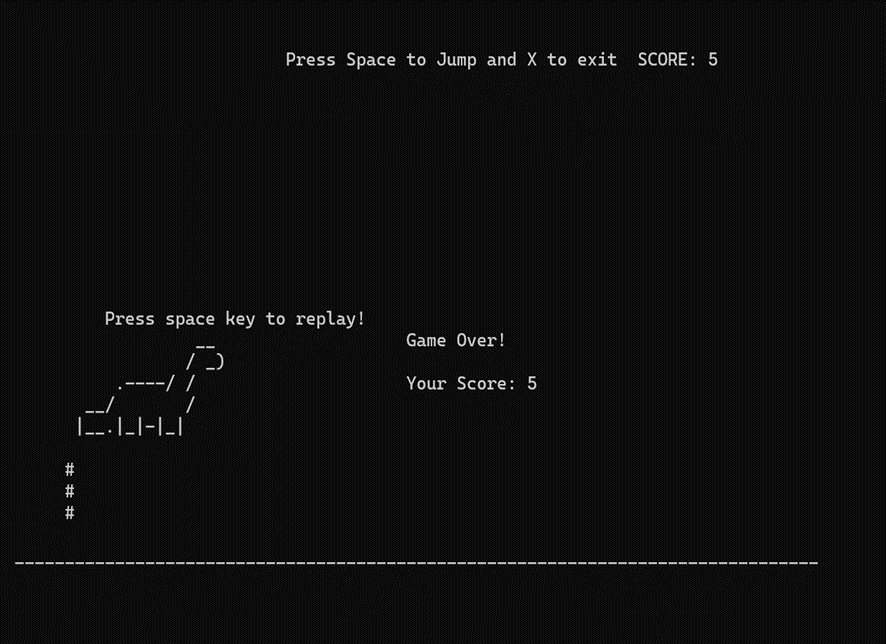 Press Space to Jump and X to exit  SCORE: 5
Press space key to replay!
Game Over!
Your Score: 5